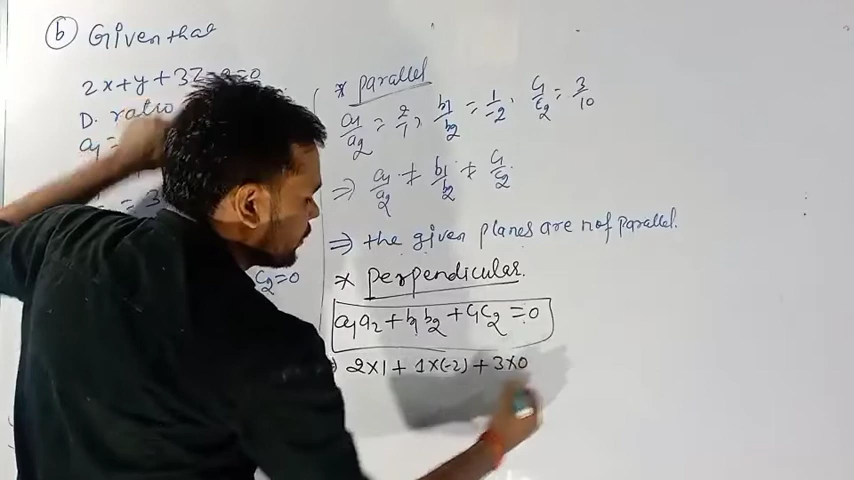 (b) Given that
2x+y+3z-2=0
D. ratio
a₁ =
= 3
c₂=0
* parallel
a₁/a₂ = 2/1, b₁/b₂ = 1/-2, c₁/c₂ = 3/10
⇒ a₁/a₂ ≠ b₁/b₂ ≠ c₁/c₂
⇒ the given planes are not parallel.
* perpendicular.
a₁a₂+b₁b₂+c₁c₂=0
⇒ 2×1 + 1×(-2) + 3×0